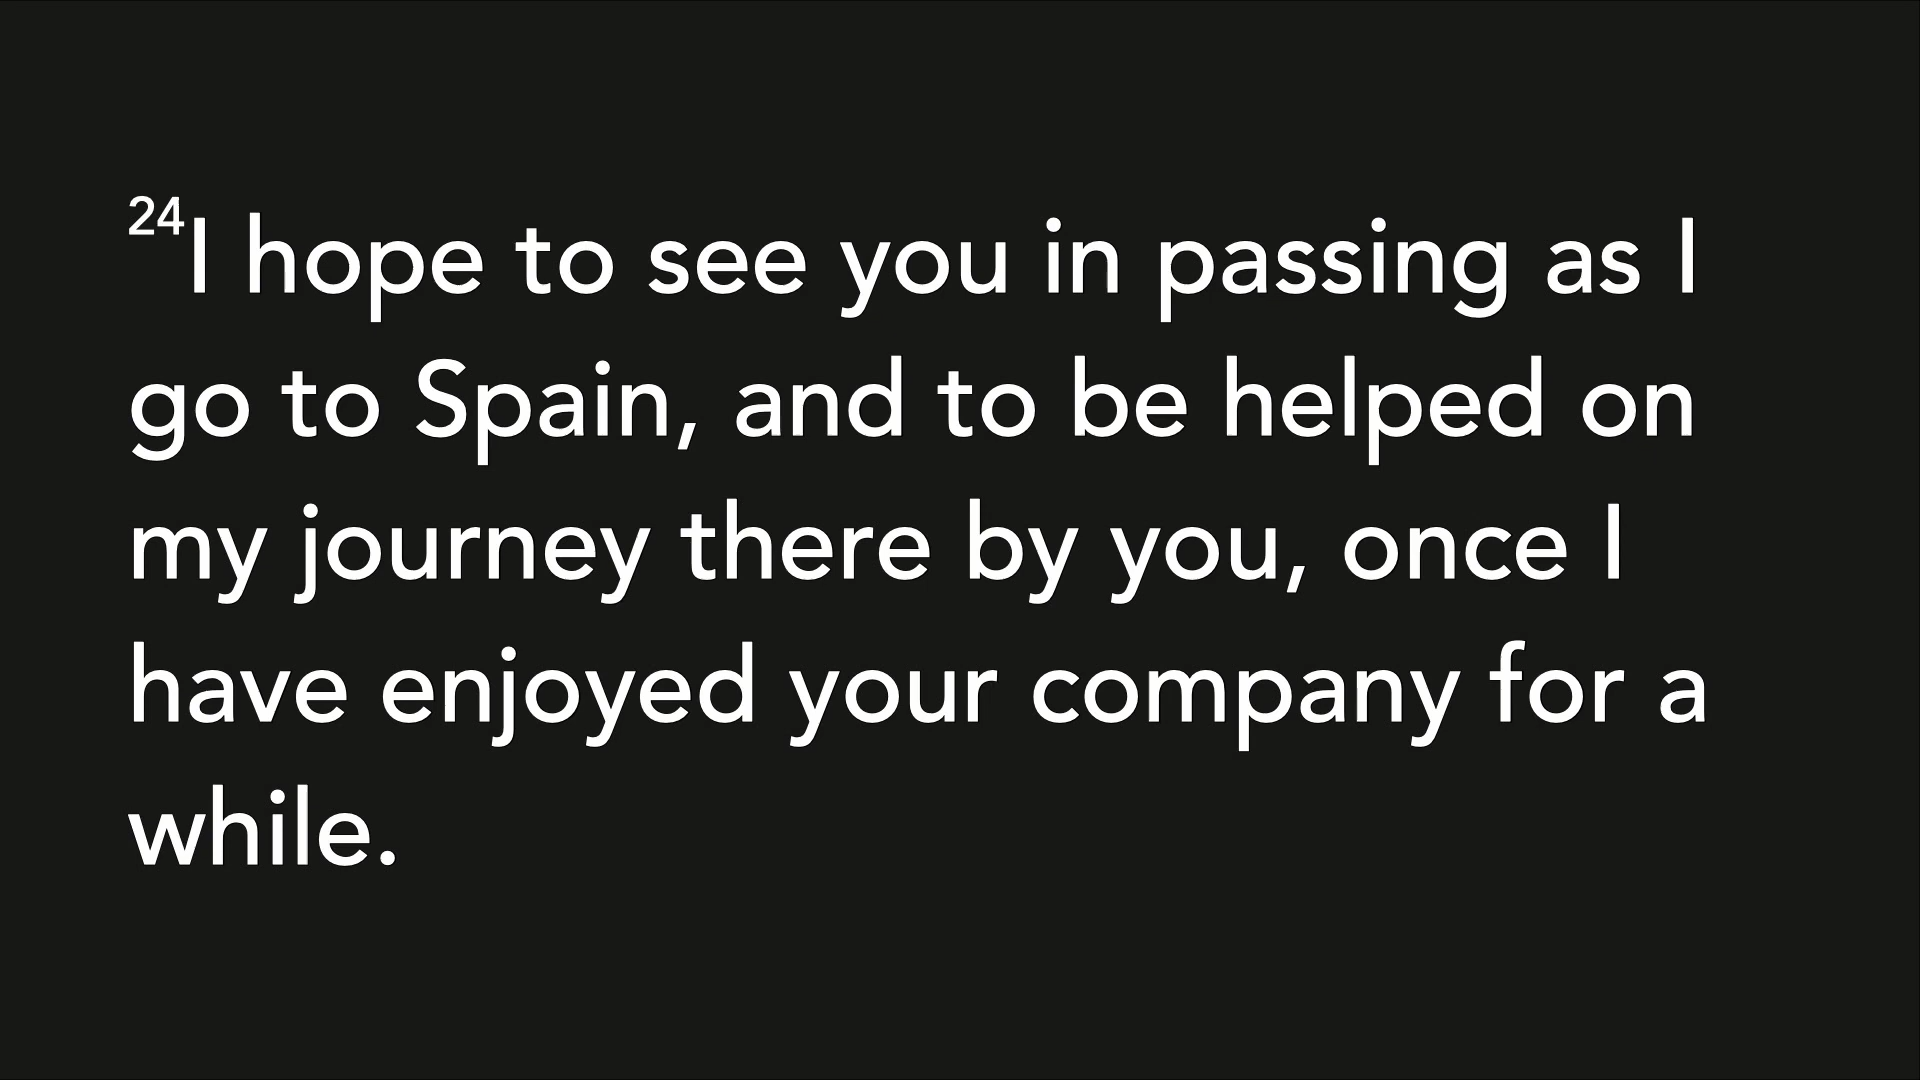 24I hope to see you in passing as I
go to Spain, and to be helped on
my journey there by you, once I
have enjoyed your company for a
while.